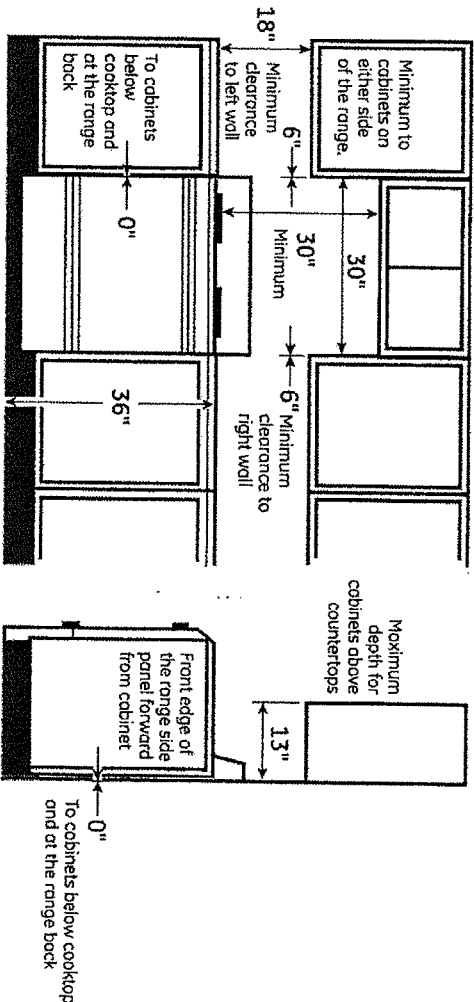 18"
Minimum to
cabinets on
either side
of the range.
Minimum
clearance
to left wall
6"
30"
30"
Minimum
6" Minimum
clearance to
right wall
To cabinets
below
cooktop and
at the range
back
0"
36"
Maximum
depth for
cabinets above
countertops
13"
Front edge of
the range side
panel forward
from cabinet
0"
To cabinets below cooktop
and at the range back